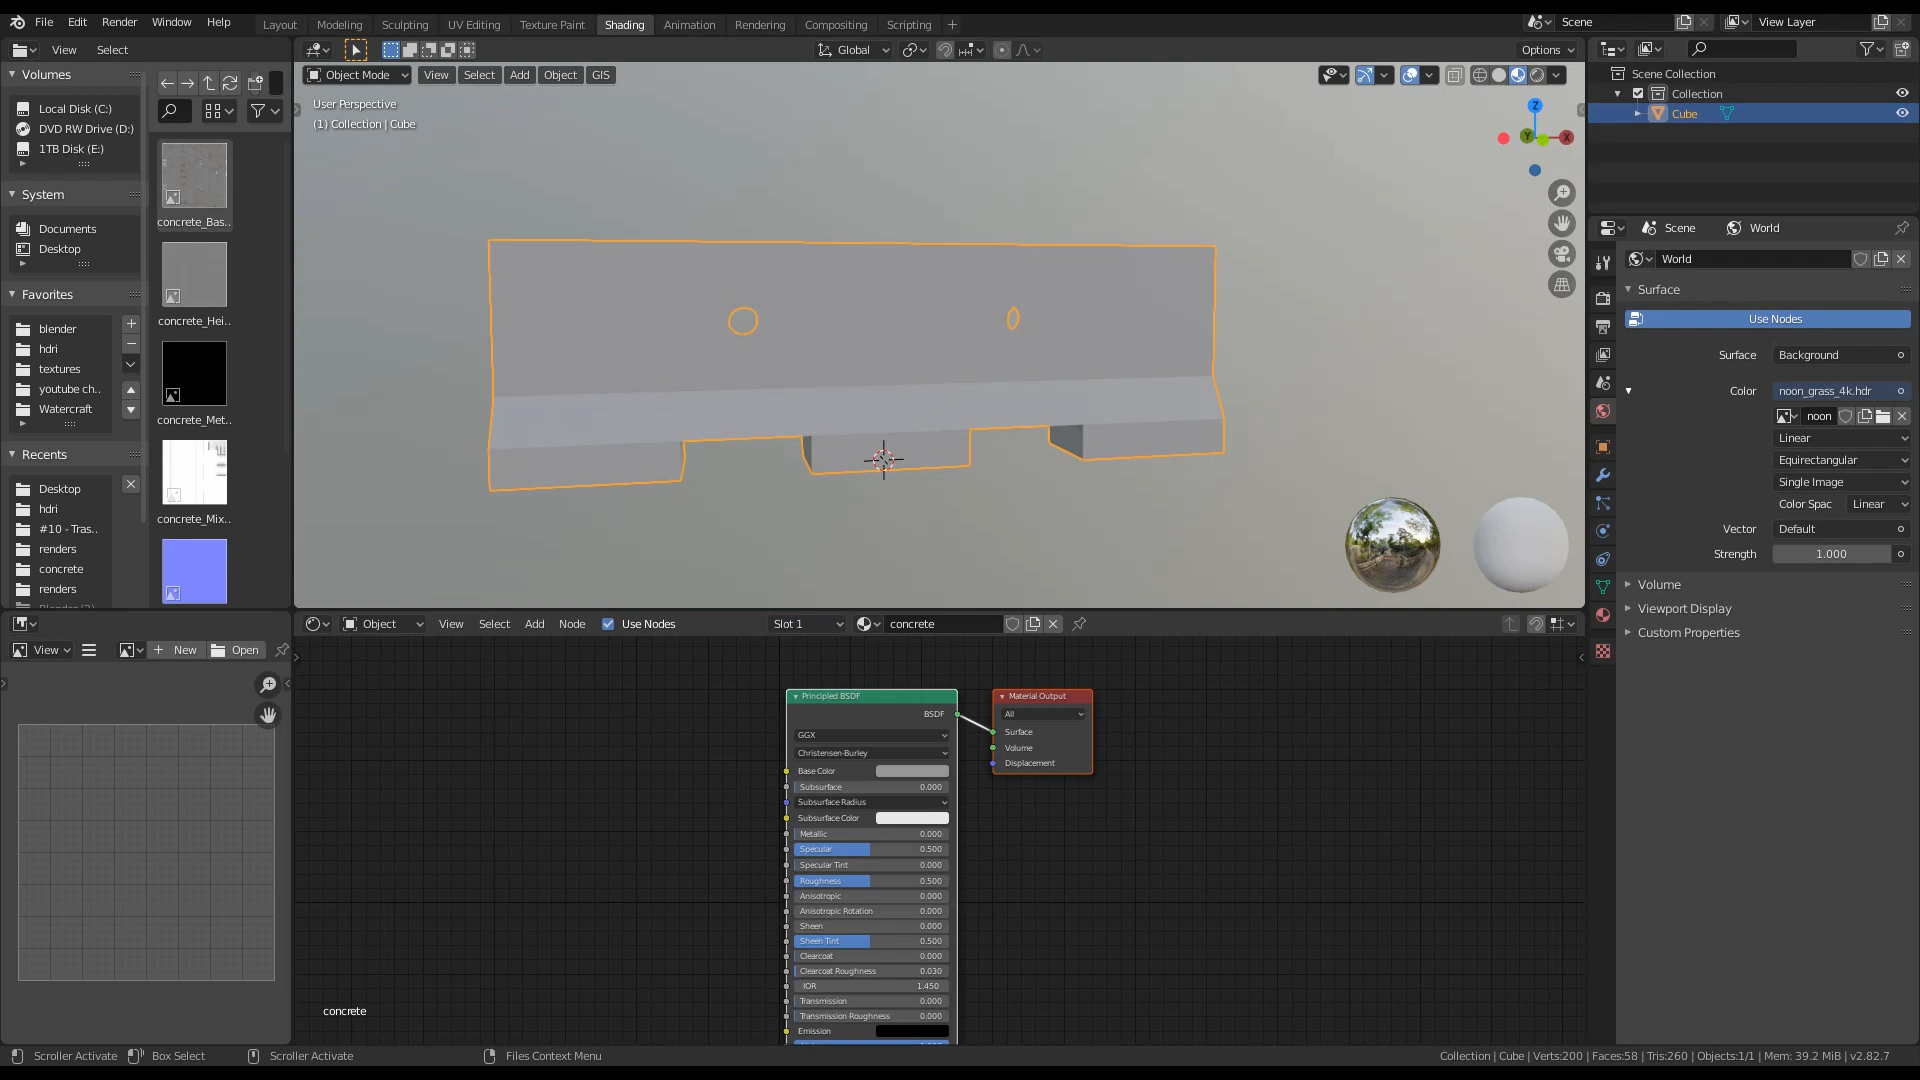 File Edit Render Window Help
Layout Modeling Sculpting UV Editing Texture Paint Shading Animation Rendering Compositing Scripting
Scene
View Layer
View Select
Global
Options
Volumes
Local Disk (C:)
DVD RW Drive (D:)
1TB Disk (E:)
System
Documents
Desktop
Favorites
blender
hdri
textures
youtube ch..
Watercraft
Recents
Desktop
hdri
#10 - Tras..
renders
concrete
renders
concrete_Bas..
concrete_Hei..
concrete_Met..
concrete_Mix..
Object Mode View Select Add Object GIS
User Perspective
(1) Collection | Cube
Z
Y
X
Scene Collection
Collection
Cube
Scene World
World
Surface
Use Nodes
Surface Background
Color noon_grass_4k.hdr
noon
Linear
Equirectangular
Single Image
Color Spac Linear
Vector Default
Strength 1.000
Volume
Viewport Display
Custom Properties
View New Open
Object View Select Add Node Use Nodes Slot 1 concrete
Principled BSDF
BSDF
GGX
Christensen-Burley
Base Color
Subsurface 0.000
Subsurface Radius
Subsurface Color
Metallic 0.000
Specular 0.500
Specular Tint 0.000
Roughness 0.500
Anisotropic 0.000
Anisotropic Rotation 0.000
Sheen 0.000
Sheen Tint 0.500
Clearcoat 0.000
Clearcoat Roughness 0.030
IOR 1.450
Transmission 0.000
Transmission Roughness 0.000
Emission
Material Output
All
Surface
Volume
Displacement
concrete
Scroller Activate Box Select Scroller Activate Files Context Menu
Collection | Cube | Verts:200 | Faces:58 | Tris:260 | Objects:1/1 | Mem: 39.2 MiB | v2.82.7